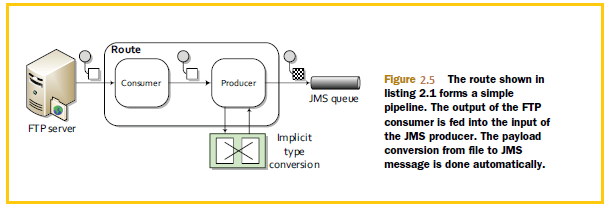 Route
Consumer
Producer
FTP server
JMS queue
Implicit
type
conversion
Figure 2.5 The route shown in
listing 2.1 forms a simple
pipeline. The output of the FTP
consumer is fed into the input of
the JMS producer. The payload
conversion from file to JMS
message is done automatically.